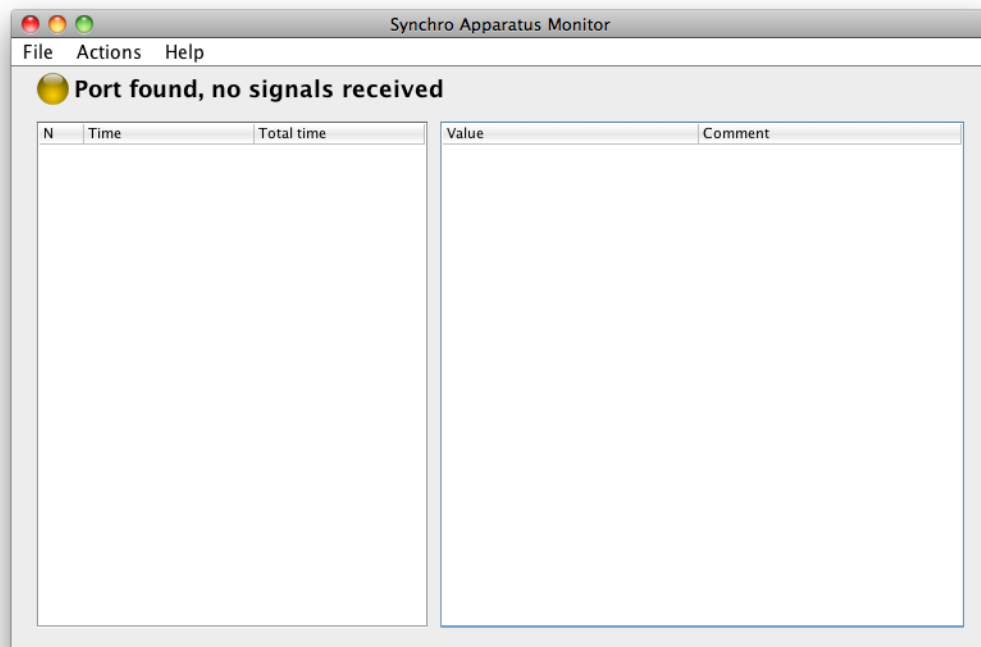 Synchro Apparatus Monitor
File Actions Help
Port found, no signals received
N Time Total time Value Comment